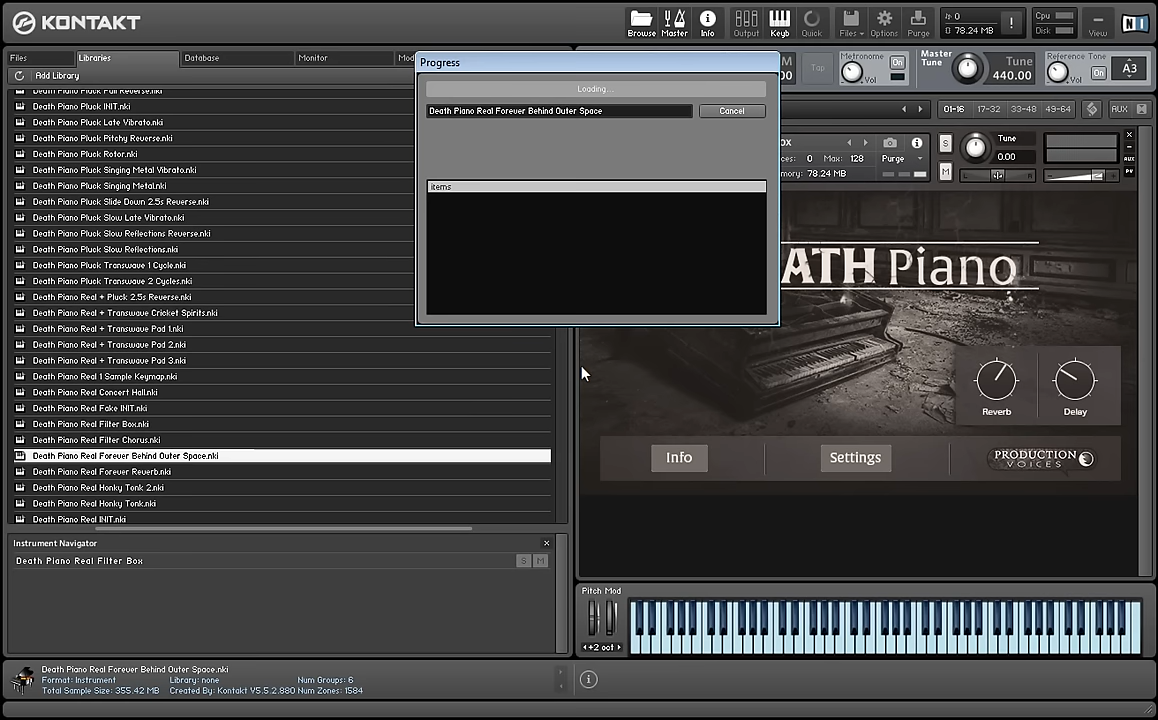 KONTAKT
Browse
Master
Info
Output
Keyb
Quick
Files
Options
Purge
0
0 78.24 MB
!
Cpu
Disk
View
NI
Files
Libraries
Database
Monitor
Add Library
Death Piano Pluck INIT.nki
Death Piano Pluck Late Vibrato.nki
Death Piano Pluck Pitchy Reverse.nki
Death Piano Pluck Rotor.nki
Death Piano Pluck Singing Metal Vibrato.nki
Death Piano Pluck Singing Metal.nki
Death Piano Pluck Slide Down 2.5s Reverse.nki
Death Piano Pluck Slow Late Vibrato.nki
Death Piano Pluck Slow Reflections Reverse.nki
Death Piano Pluck Slow Reflections.nki
Death Piano Pluck Transwave 1 Cycle.nki
Death Piano Pluck Transwave 2 Cycles.nki
Death Piano Real + Pluck 2.5s Reverse.nki
Death Piano Real + Transwave Cricket Spirits.nki
Death Piano Real + Transwave Pad 1.nki
Death Piano Real + Transwave Pad 2.nki
Death Piano Real + Transwave Pad 3.nki
Death Piano Real 1 Sample Keymap.nki
Death Piano Real Concert Hall.nki
Death Piano Real Fake INIT.nki
Death Piano Real Filter Box.nki
Death Piano Real Filter Chorus.nki
Death Piano Real Forever Behind Outer Space.nki
Death Piano Real Forever Reverb.nki
Death Piano Real Honky Tonk 2.nki
Death Piano Real Honky Tonk.nki
Death Piano Real INIT.nki
Progress
Loading...
Death Piano Real Forever Behind Outer Space
Cancel
items
Tap
Metronome
On
Vol
Master
Tune
Tune
440.00
Reference Tone
On
Vol
A3
01-16
17-32
33-48
49-64
AUX
Max: 128
Purge
78.24 MB
S
M
Tune
0.00
L
R
AUX
PV
ATH Piano
Reverb
Delay
Info
Settings
PRODUCTION
VOICES
Instrument Navigator
Death Piano Real Filter Box
S
M
Pitch Mod
+2 oct
Death Piano Real Forever Behind Outer Space.nki
Format: Instrument
Library: none
Num Groups: 6
Total Sample Size: 355.42 MB
Created By: Kontakt V5.5.2.880
Num Zones: 1584